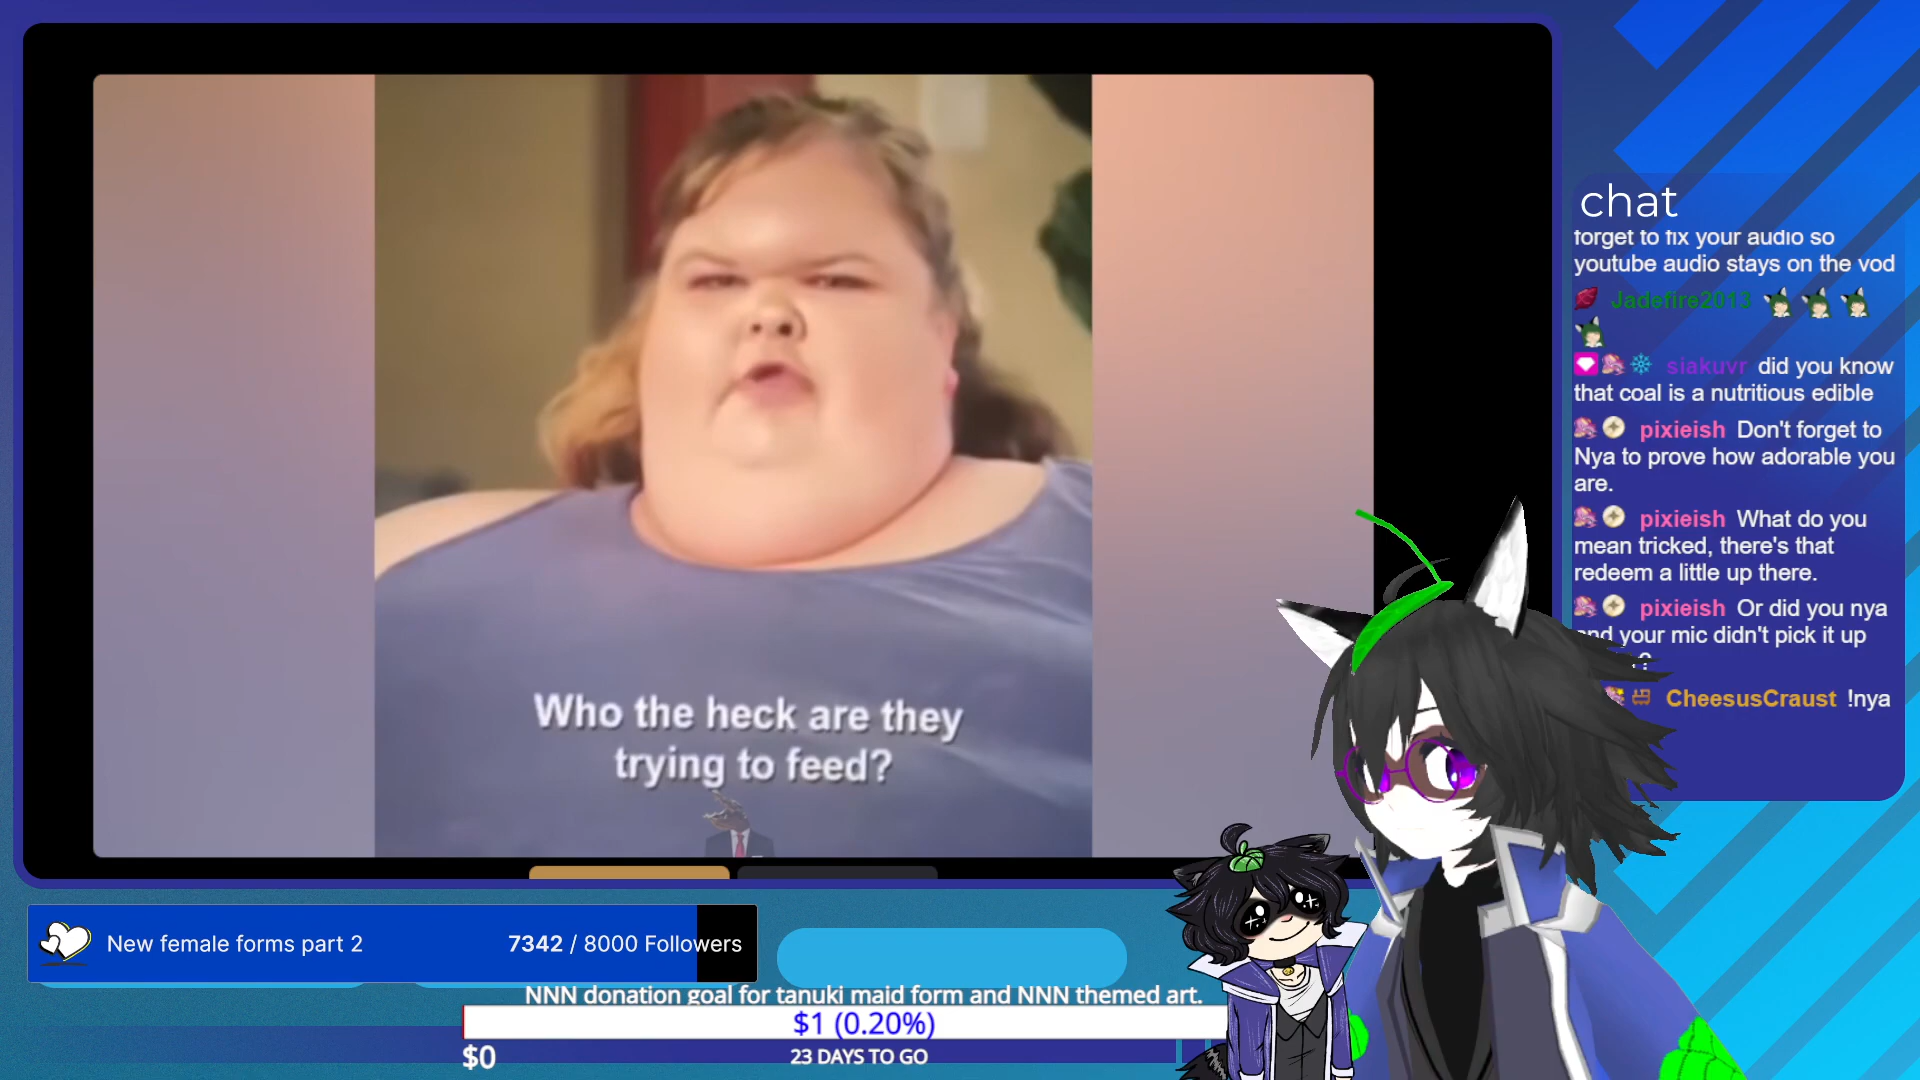 Who the heck are they
trying to feed?
chat
forget to fix your audio so
youtube audio stays on the vod
Jadefire2013
siakuvr did you know
that coal is a nutritious edible
pixieish Don't forget to
Nya to prove how adorable you
are.
pixieish What do you
mean tricked, there's that
redeem a little up there.
pixieish Or did you nya
and your mic didn't pick it up
?
CheesusCraust !nya
New female forms part 2
7342 / 8000 Followers
NNN donation goal for tanuki maid form and NNN themed art.
$1 (0.20%)
$0
23 DAYS TO GO